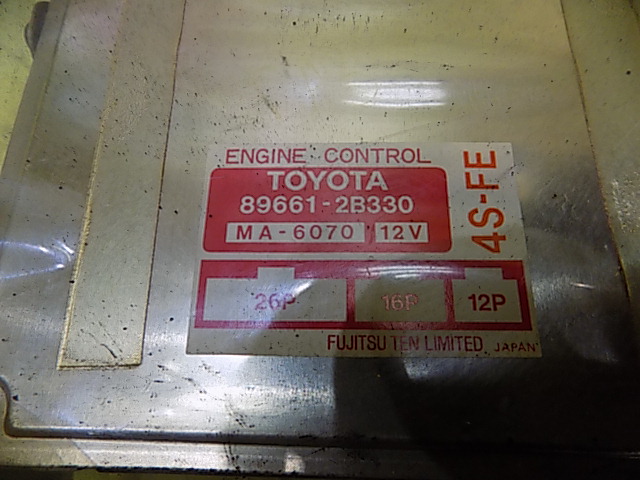 ENGINE CONTROL
TOYOTA
89661-2B330
MA-6070 12V
4S-FE
26P 16P 12P
FUJITSU TEN LIMITED, JAPAN